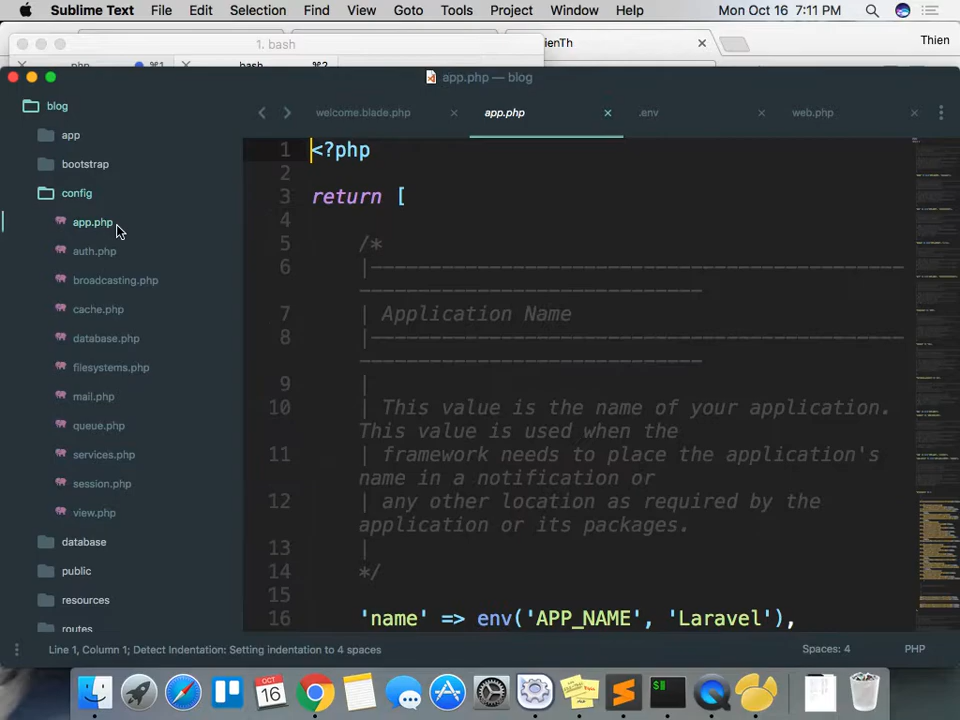 Sublime Text File Edit Selection Find View Goto Tools Project Window Help Mon Oct 16 7:11 PM
1. bash
ienTh
Thien
php ⌘1 bash ⌘2
app.php — blog
blog
app
bootstrap
config
app.php
auth.php
broadcasting.php
cache.php
database.php
filesystems.php
mail.php
queue.php
services.php
session.php
view.php
database
public
resources
routes
welcome.blade.php app.php .env web.php
1 <?php
2
3 return [
4
5 /*
6 |--------------------------------------------------------------------------
7 | Application Name
8 |--------------------------------------------------------------------------
9 |
10 | This value is the name of your application.
This value is used when the
11 | framework needs to place the application's
name in a notification or
12 | any other location as required by the
application or its packages.
13 |
14 */
15
16 'name' => env('APP_NAME', 'Laravel'),
Line 1, Column 1; Detect Indentation: Setting indentation to 4 spaces Spaces: 4 PHP
OCT
16